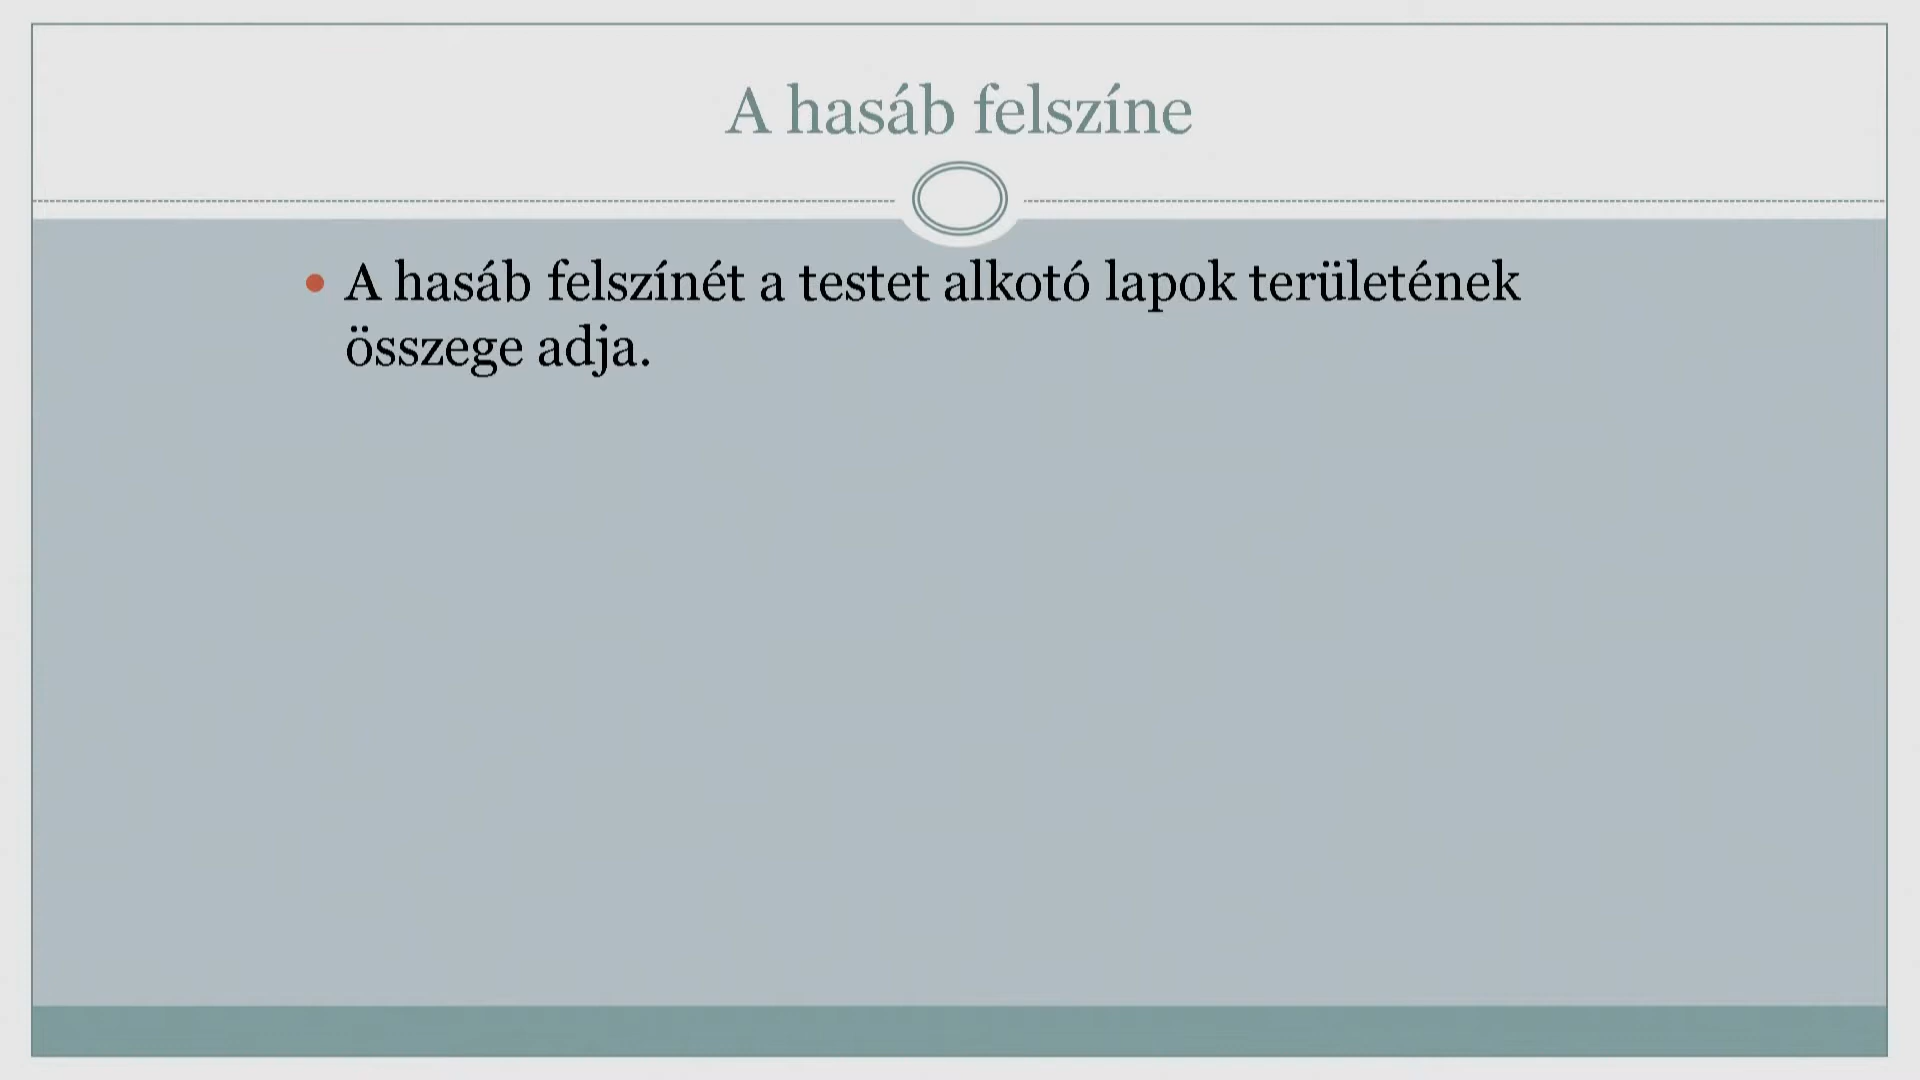 A hasáb felszíne
• A hasáb felszínét a testet alkotó lapok területének
összege adja.